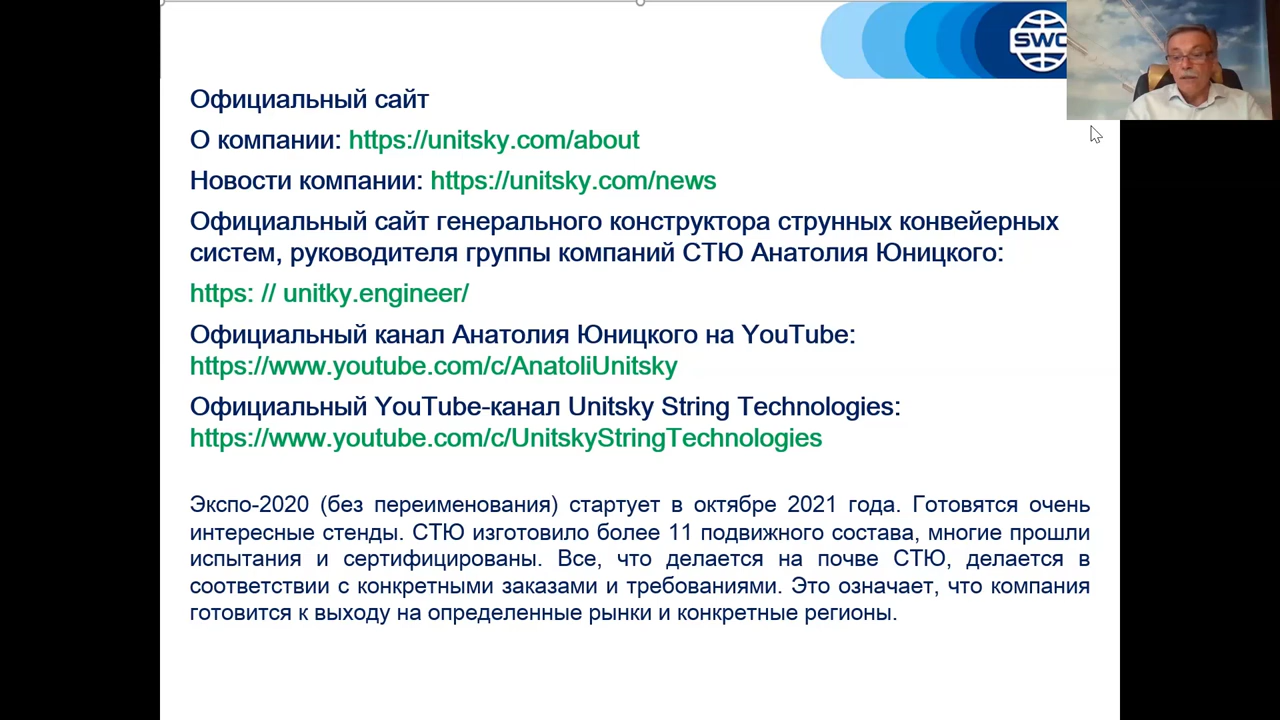 SWC
Официальный сайт
О компании: https://unitsky.com/about
Новости компании: https://unitsky.com/news
Официальный сайт генерального конструктора струнных конвейерных
систем, руководителя группы компаний СТЮ Анатолия Юницкого:
https: // unitky.engineer/
Официальный канал Анатолия Юницкого на YouTube:
https://www.youtube.com/c/AnatoliUnitsky
Официальный YouTube-канал Unitsky String Technologies:
https://www.youtube.com/c/UnitskyStringTechnologies
Экспо-2020 (без переименования) стартует в октябре 2021 года. Готовятся очень
интересные стенды. СТЮ изготовило более 11 подвижного состава, многие прошли
испытания и сертифицированы. Все, что делается на почве СТЮ, делается в
соответствии с конкретными заказами и требованиями. Это означает, что компания
готовится к выходу на определенные рынки и конкретные регионы.